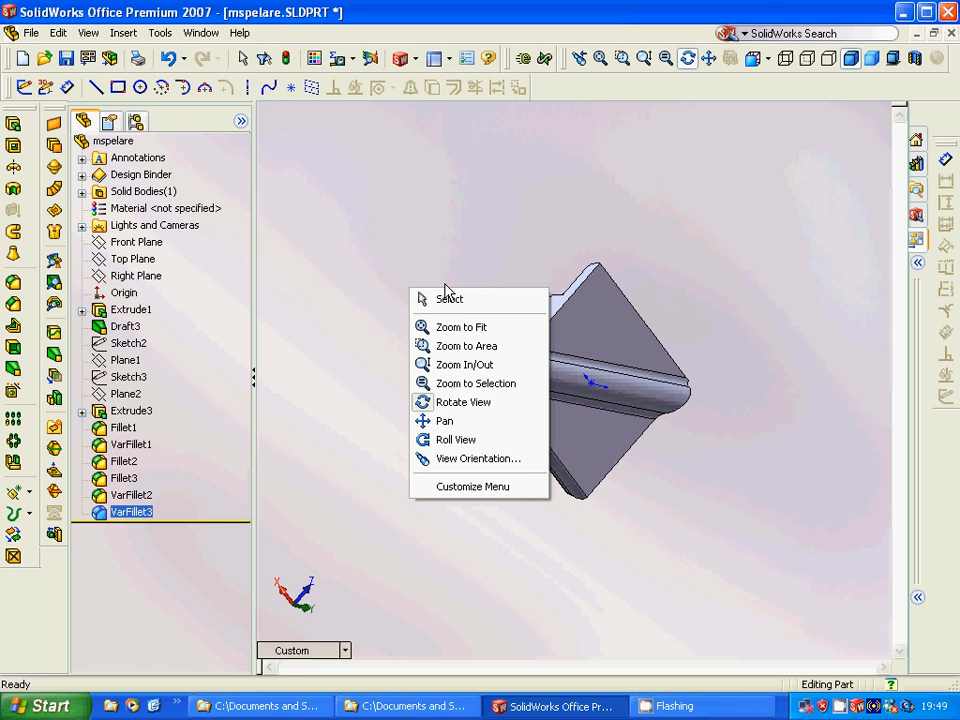 SolidWorks Office Premium 2007 - [mspelare.SLDPRT *]
File Edit View Insert Tools Window Help
SolidWorks Search
mspelare
Annotations
Design Binder
Solid Bodies(1)
Material <not specified>
Lights and Cameras
Front Plane
Top Plane
Right Plane
Origin
Extrude1
Draft3
Sketch2
Plane1
Sketch3
Plane2
Extrude3
Fillet1
VarFillet1
Fillet2
Fillet3
VarFillet2
VarFillet3
Select
Zoom to Fit
Zoom to Area
Zoom In/Out
Zoom to Selection
Rotate View
Pan
Roll View
View Orientation...
Customize Menu
X Z Y
Custom
Ready
Editing Part
Start
C:\Documents and S...
C:\Documents and S...
SolidWorks Office Pr...
Flashing
19:49